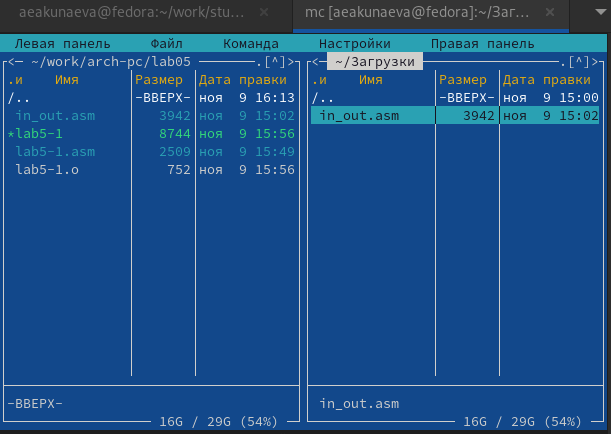 aeakunaeva@fedora:~/work/stu... × mc [aeakunaeva@fedora]:~/Заг... ×
Левая панель Файл Команда Настройки Правая панель
<─ ~/work/arch-pc/lab05 ─.[^]> <─ ~/Загрузки ─.[^]>
.и Имя Размер Дата правки .и Имя Размер Дата правки
/.. -ВВЕРХ- ноя 9 16:13 /.. -ВВЕРХ- ноя 9 15:00
in_out.asm 3942 ноя 9 15:02 in_out.asm 3942 ноя 9 15:02
*lab5-1 8744 ноя 9 15:56
lab5-1.asm 2509 ноя 9 15:49
lab5-1.o 752 ноя 9 15:56
-ВВЕРХ- in_out.asm
16G / 29G (54%) 16G / 29G (54%)